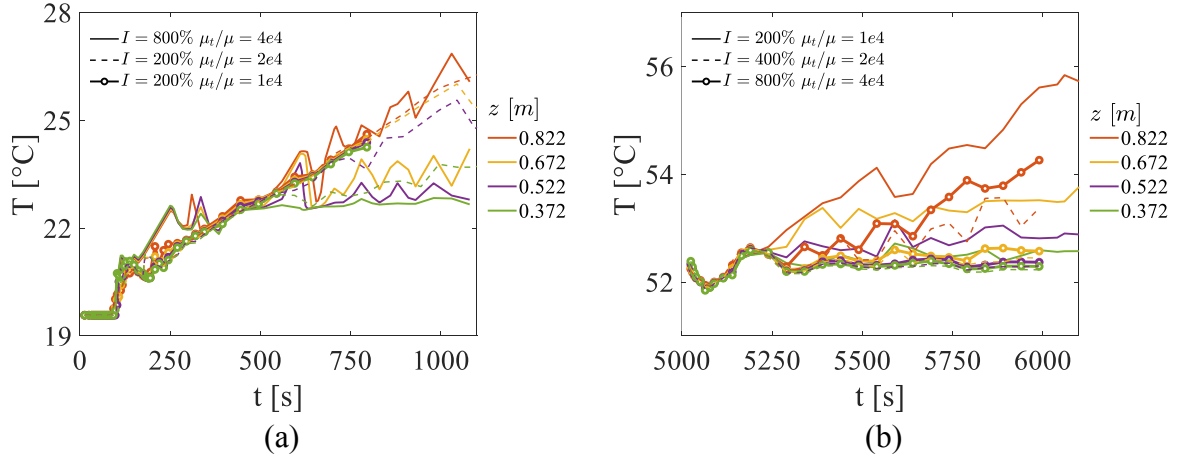 28
25
22
19
T [°C]
I = 800% μt/μ = 4e4
I = 200% μt/μ = 2e4
I = 200% μt/μ = 1e4
0 250 500 750 1000
t [s]
(a)
z [m]
0.822
0.672
0.522
0.372
56
54
52
T [°C]
I = 200% μt/μ = 1e4
I = 400% μt/μ = 2e4
I = 800% μt/μ = 4e4
5000 5250 5500 5750 6000
t [s]
(b)
z [m]
0.822
0.672
0.522
0.372